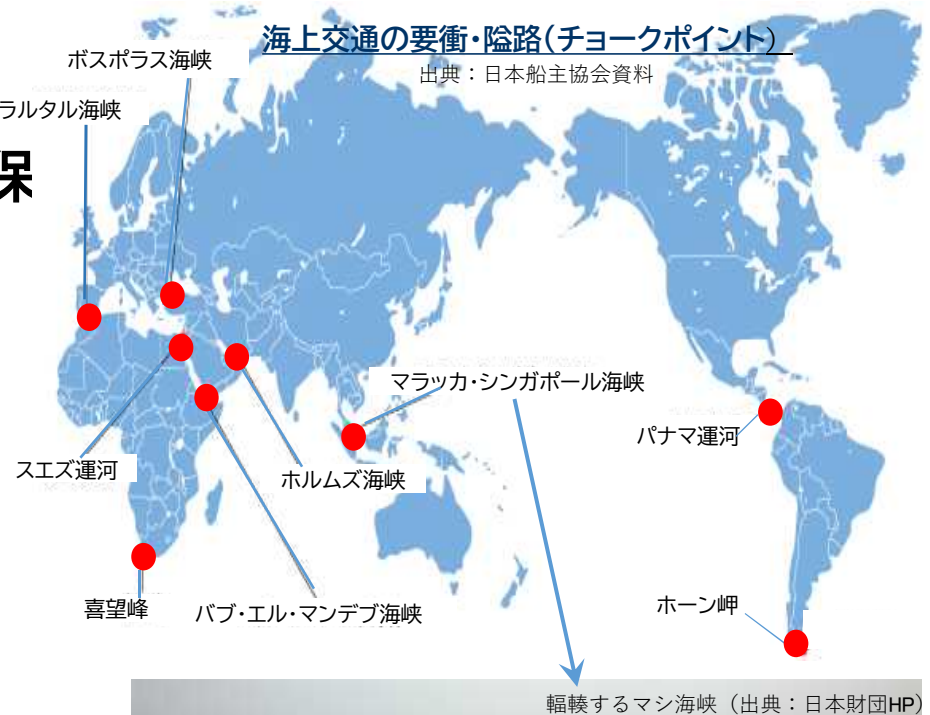 海上交通の要衝・隘路(チョークポイント)
出典：日本船主協会資料
ボスポラス海峡
ラルタル海峡
保
マラッカ・シンガポール海峡
パナマ運河
スエズ運河
ホルムズ海峡
喜望峰
バブ・エル・マンデブ海峡
ホーン岬
輻輳するマシ海峡（出典：日本財団HP）